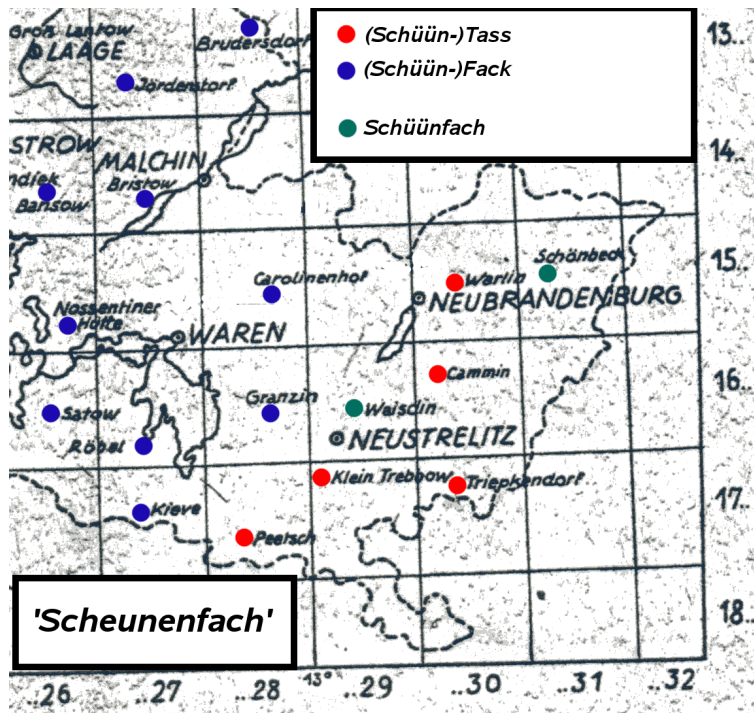 (Schüün-)Tass
(Schüün-)Fack
Schüünfach
Groß Lantow
LAAGE
Brudersdorf
Jördenstorf
13..
STROW
MALCHIN
ndiek
Bansow
Bristow
14..
Schönbeck
15..
Carolinenhof
Warlin
NEUBRANDENBURG
Nossentiner
Hütte
WAREN
Cammin
16..
Granzin
Satow
Weisdin
NEUSTRELITZ
Röbel
Klein Trebbow
Triepkendorf
17..
Kieve
Peetsch
'Scheunenfach'
18..
..26
..27
..28
13°
..29
..30
..31
..32